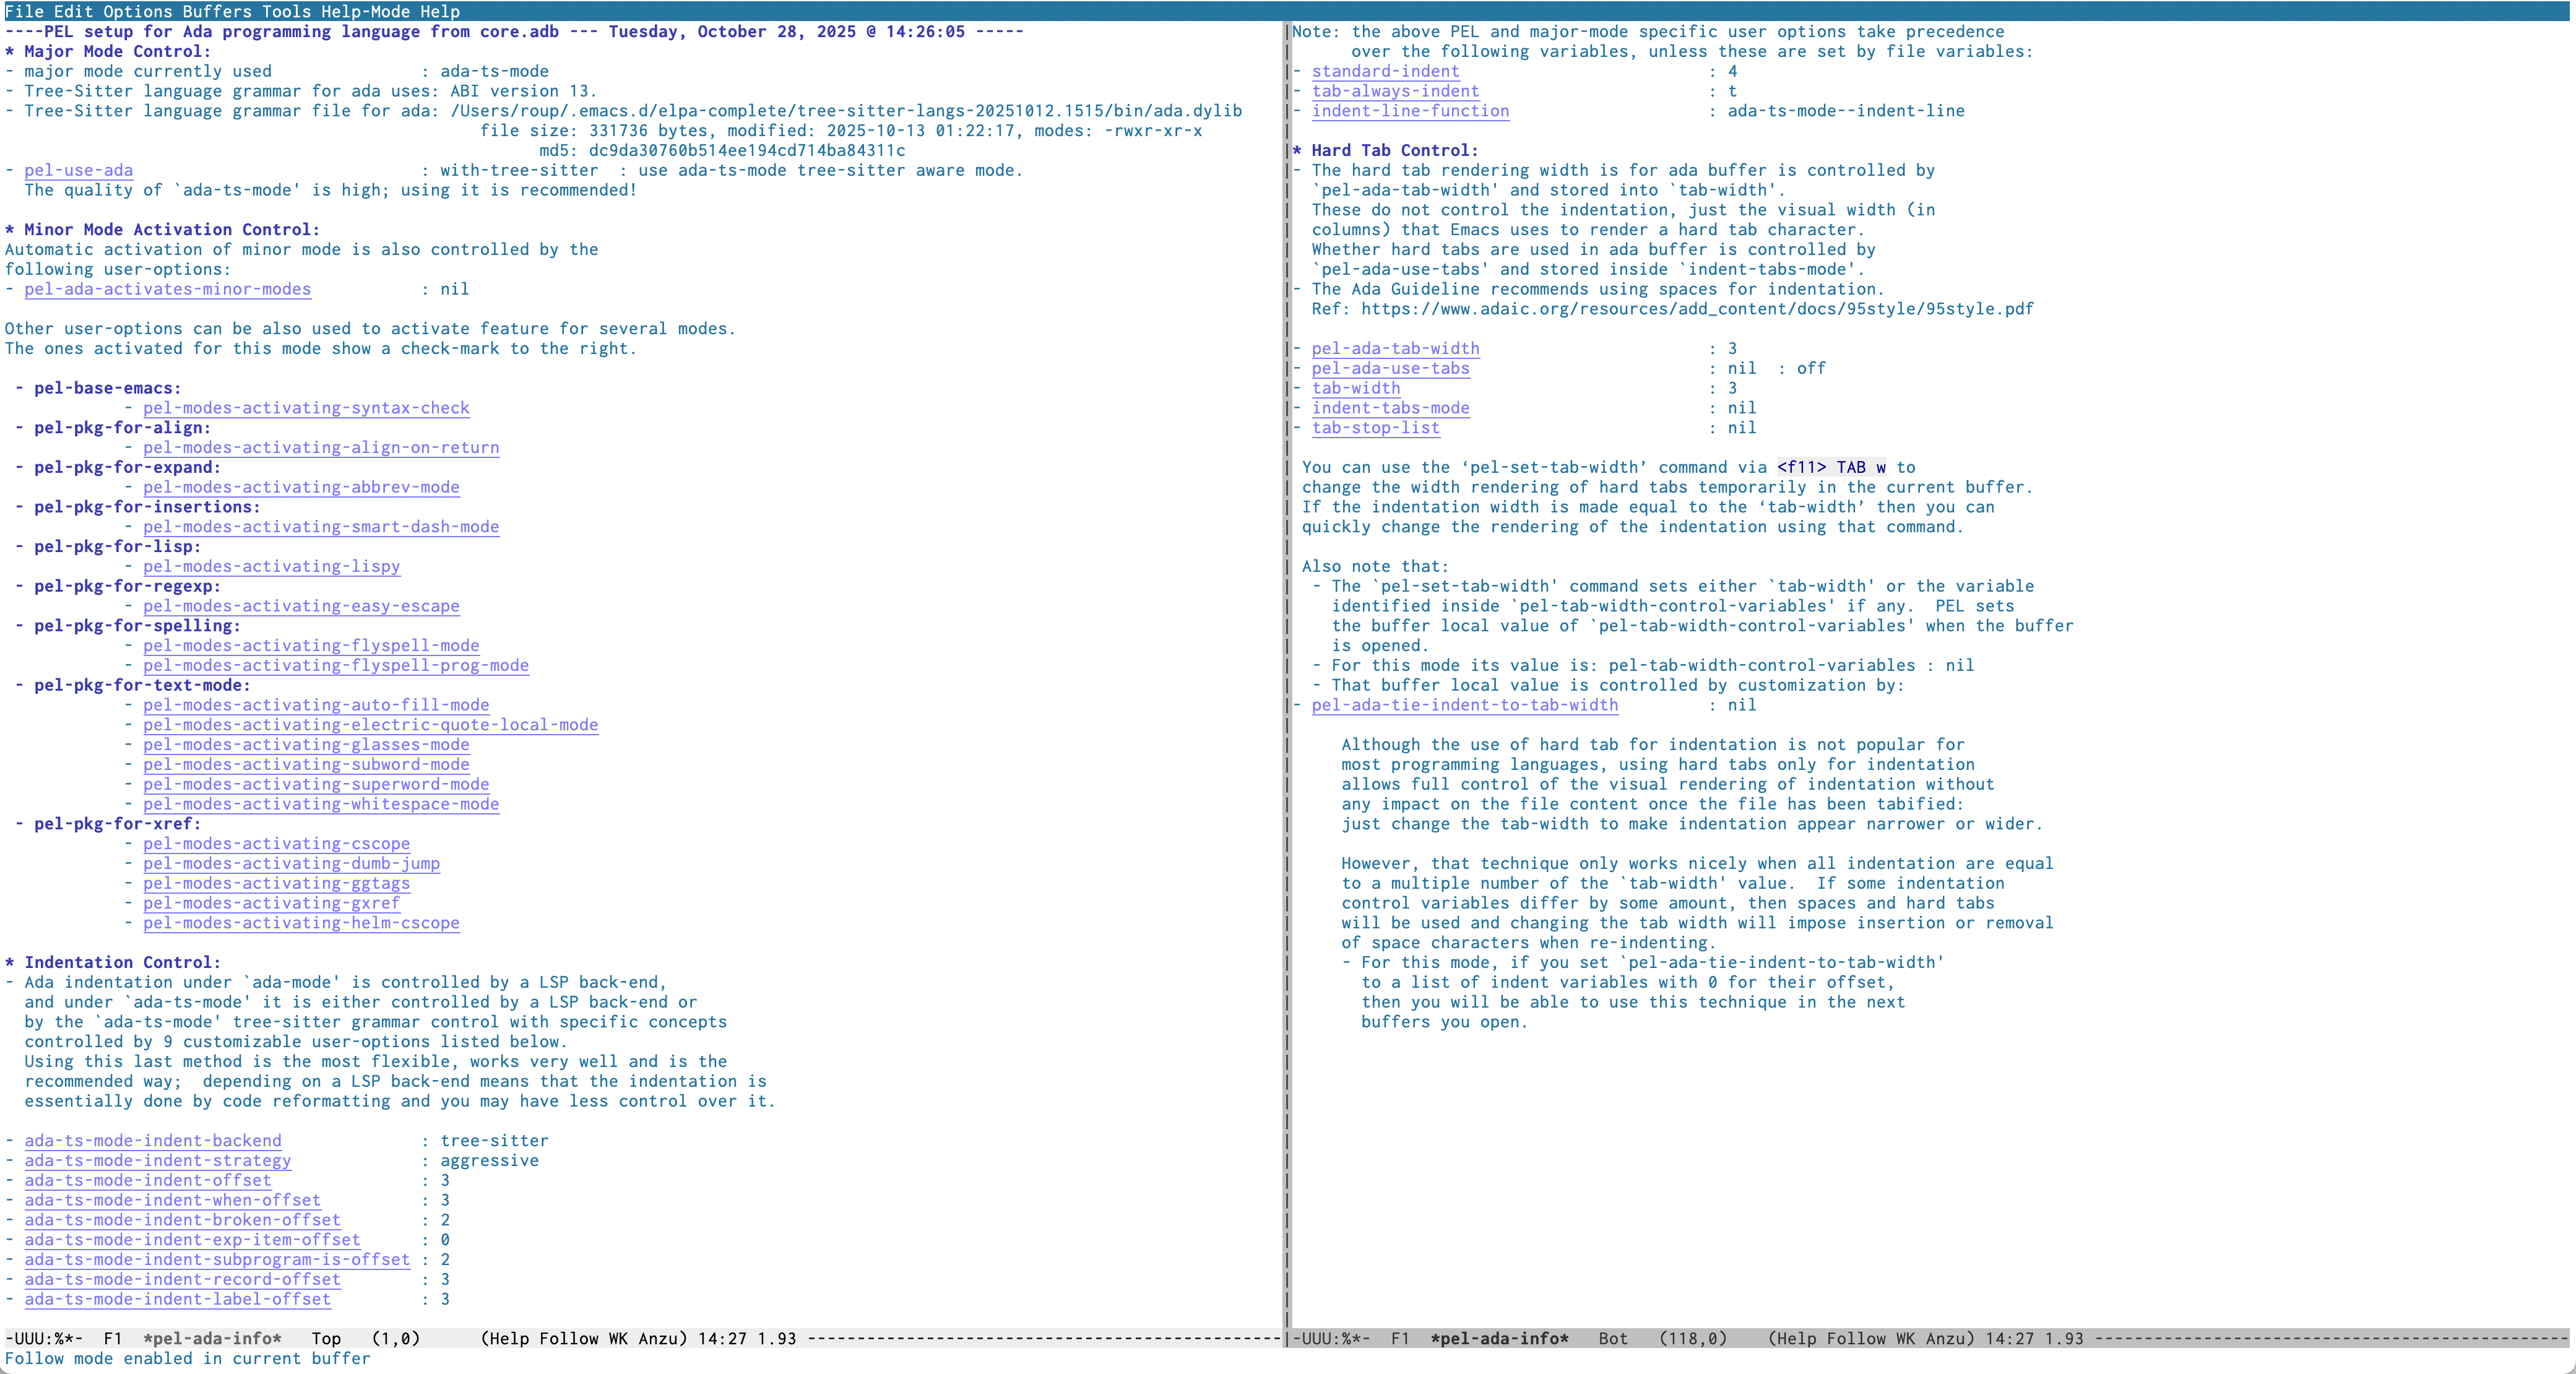 File Edit Options Buffers Tools Help-Mode Help
----PEL setup for Ada programming language from core.adb --- Tuesday, October 28, 2025 @ 14:26:05 -----
* Major Mode Control:
- major mode currently used : ada-ts-mode
- Tree-Sitter language grammar for ada uses: ABI version 13.
- Tree-Sitter language grammar file for ada: /Users/roup/.emacs.d/elpa-complete/tree-sitter-langs-20251012.1515/bin/ada.dylib
file size: 331736 bytes, modified: 2025-10-13 01:22:17, modes: -rwxr-xr-x
md5: dc9da30760b514ee194cd714ba84311c
- pel-use-ada : with-tree-sitter : use ada-ts-mode tree-sitter aware mode.
The quality of `ada-ts-mode' is high; using it is recommended!
* Minor Mode Activation Control:
Automatic activation of minor mode is also controlled by the
following user-options:
- pel-ada-activates-minor-modes : nil
Other user-options can be also used to activate feature for several modes.
The ones activated for this mode show a check-mark to the right.
- pel-base-emacs:
- pel-modes-activating-syntax-check
- pel-pkg-for-align:
- pel-modes-activating-align-on-return
- pel-pkg-for-expand:
- pel-modes-activating-abbrev-mode
- pel-pkg-for-insertions:
- pel-modes-activating-smart-dash-mode
- pel-pkg-for-lisp:
- pel-modes-activating-lispy
- pel-pkg-for-regexp:
- pel-modes-activating-easy-escape
- pel-pkg-for-spelling:
- pel-modes-activating-flyspell-mode
- pel-modes-activating-flyspell-prog-mode
- pel-pkg-for-text-mode:
- pel-modes-activating-auto-fill-mode
- pel-modes-activating-electric-quote-local-mode
- pel-modes-activating-glasses-mode
- pel-modes-activating-subword-mode
- pel-modes-activating-superword-mode
- pel-modes-activating-whitespace-mode
- pel-pkg-for-xref:
- pel-modes-activating-cscope
- pel-modes-activating-dumb-jump
- pel-modes-activating-ggtags
- pel-modes-activating-gxref
- pel-modes-activating-helm-cscope
* Indentation Control:
- Ada indentation under `ada-mode' is controlled by a LSP back-end,
and under `ada-ts-mode' it is either controlled by a LSP back-end or
by the `ada-ts-mode' tree-sitter grammar control with specific concepts
controlled by 9 customizable user-options listed below.
Using this last method is the most flexible, works very well and is the
recommended way; depending on a LSP back-end means that the indentation is
essentially done by code reformatting and you may have less control over it.
- ada-ts-mode-indent-backend : tree-sitter
- ada-ts-mode-indent-strategy : aggressive
- ada-ts-mode-indent-offset : 3
- ada-ts-mode-indent-when-offset : 3
- ada-ts-mode-indent-broken-offset : 2
- ada-ts-mode-indent-exp-item-offset : 0
- ada-ts-mode-indent-subprogram-is-offset : 2
- ada-ts-mode-indent-record-offset : 3
- ada-ts-mode-indent-label-offset : 3
-UUU:%*- F1 *pel-ada-info* Top (1,0) (Help Follow WK Anzu) 14:27 1.93 ------------------------------------------------
Follow mode enabled in current buffer
Note: the above PEL and major-mode specific user options take precedence
over the following variables, unless these are set by file variables:
- standard-indent : 4
- tab-always-indent : t
- indent-line-function : ada-ts-mode--indent-line
* Hard Tab Control:
- The hard tab rendering width is for ada buffer is controlled by
`pel-ada-tab-width' and stored into `tab-width'.
These do not control the indentation, just the visual width (in
columns) that Emacs uses to render a hard tab character.
Whether hard tabs are used in ada buffer is controlled by
`pel-ada-use-tabs' and stored inside `indent-tabs-mode'.
- The Ada Guideline recommends using spaces for indentation.
Ref: https://www.adaic.org/resources/add_content/docs/95style/95style.pdf
- pel-ada-tab-width : 3
- pel-ada-use-tabs : nil : off
- tab-width : 3
- indent-tabs-mode : nil
- tab-stop-list : nil
You can use the ‘pel-set-tab-width’ command via <f11> TAB w to
change the width rendering of hard tabs temporarily in the current buffer.
If the indentation width is made equal to the ‘tab-width’ then you can
quickly change the rendering of the indentation using that command.
Also note that:
- The `pel-set-tab-width' command sets either `tab-width' or the variable
identified inside `pel-tab-width-control-variables' if any. PEL sets
the buffer local value of `pel-tab-width-control-variables' when the buffer
is opened.
- For this mode its value is: pel-tab-width-control-variables : nil
- That buffer local value is controlled by customization by:
- pel-ada-tie-indent-to-tab-width : nil
Although the use of hard tab for indentation is not popular for
most programming languages, using hard tabs only for indentation
allows full control of the visual rendering of indentation without
any impact on the file content once the file has been tabified:
just change the tab-width to make indentation appear narrower or wider.
However, that technique only works nicely when all indentation are equal
to a multiple number of the `tab-width' value. If some indentation
control variables differ by some amount, then spaces and hard tabs
will be used and changing the tab width will impose insertion or removal
of space characters when re-indenting.
- For this mode, if you set `pel-ada-tie-indent-to-tab-width'
to a list of indent variables with 0 for their offset,
then you will be able to use this technique in the next
buffers you open.
-UUU:%*- F1 *pel-ada-info* Bot (118,0) (Help Follow WK Anzu) 14:27 1.93 ------------------------------------------------